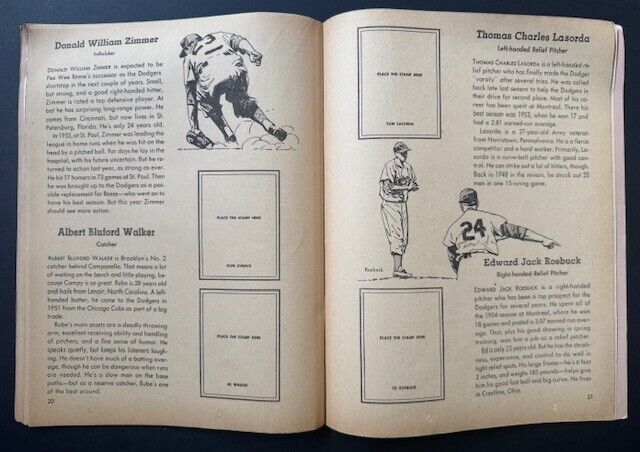 Donald William Zimmer
Infielder
DONALD WILLIAM ZIMMER is expected to be
Pee Wee Reese's successor as the Dodgers
shortstop in the next couple of years. Small,
but strong, and a good right-handed hitter,
Zimmer is rated a top defensive player. At
bat he has surprising long-range power. He
comes from Cincinnati, but now lives in St.
Petersburg, Florida. He's only 24 years old.
In 1953, at St. Paul, Zimmer was leading the
league in home runs when he was hit on the
head by a pitched ball. For days he lay in the
hospital, with his future uncertain. But he re-
turned to action last year, as strong as ever.
He hit 17 homers in 73 games at St. Paul. Then
he was brought up to the Dodgers as a pos-
sible replacement for Reese—who went on to
have his best season. But this year Zimmer
should see more action.
Albert Bluford Walker
Catcher
ALBERT BLUFORD WALKER is Brooklyn's No. 2
catcher behind Campanella. That means a lot
of waiting on the bench and little playing, be-
cause Campy is so great. Rube is 28 years old
and hails from Lenoir, North Carolina. A left-
handed batter, he came to the Dodgers in
1951 from the Chicago Cubs as part of a big
trade.
Rube's main assets are a deadly throwing
arm, excellent receiving ability and handling
of pitchers, and a fine sense of humor. He
speaks quietly, but keeps his listeners laugh-
ing. He doesn't have much of a batting aver-
age, though he can be dangerous when runs
are needed. He's a slow man on the base
paths—but as a reserve catcher, Rube's one
of the best around.
20
PLACE THE STAMP HERE
DON ZIMMER
PLACE THE STAMP HERE
AL WALKER
PLACE THE STAMP HERE
TOM LASORDA
Roebuck
24
PLACE THE STAMP HERE
ED ROEBUCK
Thomas Charles Lasorda
Left-handed Relief Pitcher
THOMAS CHARLES LASORDA is a left-handed re-
lief pitcher who has finally made the Dodger
"varsity" after several tries. He was called
back late last season to help the Dodgers in
their drive for second place. Most of his ca-
reer has been spent at Montreal. There his
best season was 1953, when he won 17 and
had a 2.81 earned-run average.
Lasorda is a 27-year-old Army veteran
from Norristown, Pennsylvania. He is a fierce
competitor and a hard worker. Primarily, La-
sorda is a curve-ball pitcher with good con-
trol. He can strike out a lot of hitters, though.
Back in 1948 in the minors, he struck out 25
men in one 15-inning game.
Edward Jack Roebuck
Right-handed Relief Pitcher
EDWARD JACK ROEBUCK is a right-handed
pitcher who has been a top prospect for the
Dodgers for several years. He spent all of
the 1954 season at Montreal, where he won
18 games and posted a 3.07 earned-run aver-
age. That, plus his good showing in spring
training, won him a job as a relief pitcher.
Ed is only 23 years old. But he has the steadi-
ness, experience, and control to do well in
tight relief spots. His large frame—he's 6 feet
2 inches, and weighs 185 pounds—helps give
him his good fast ball and big curve. He lives
in Crestline, Ohio.
21